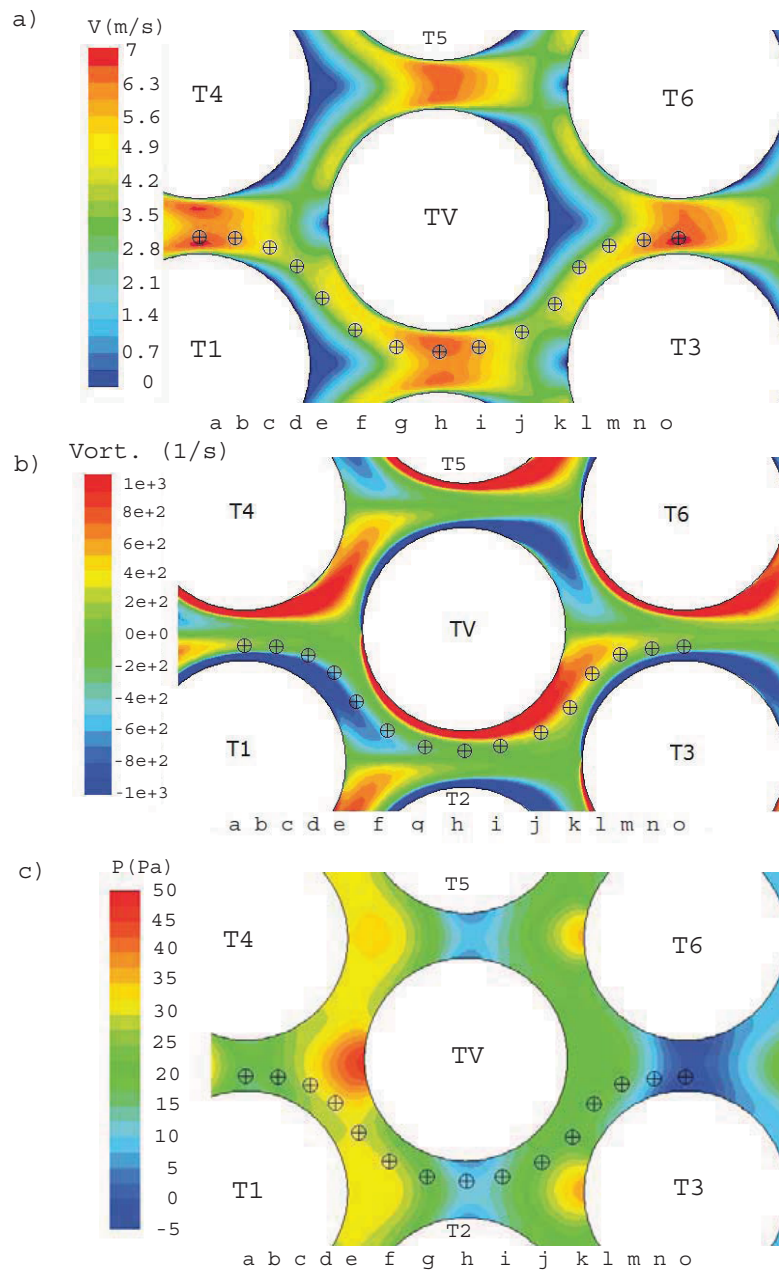 a)
V(m/s)
7
6.3
5.6
4.9
4.2
3.5
2.8
2.1
1.4
0.7
0
T5
T4
T6
TV
T1
T3
a b c d e f g h i j k l m n o
b)
Vort. (1/s)
1e+3
8e+2
6e+2
4e+2
2e+2
0e+0
-2e+2
-4e+2
-6e+2
-8e+2
-1e+3
T5
T4
T6
TV
T1
T3
T2
a b c d e f g h i j k l m n o
c)
P(Pa)
50
45
40
35
30
25
20
15
10
5
0
-5
T5
T4
T6
TV
T1
T3
T2
a b c d e f g h i j k l m n o